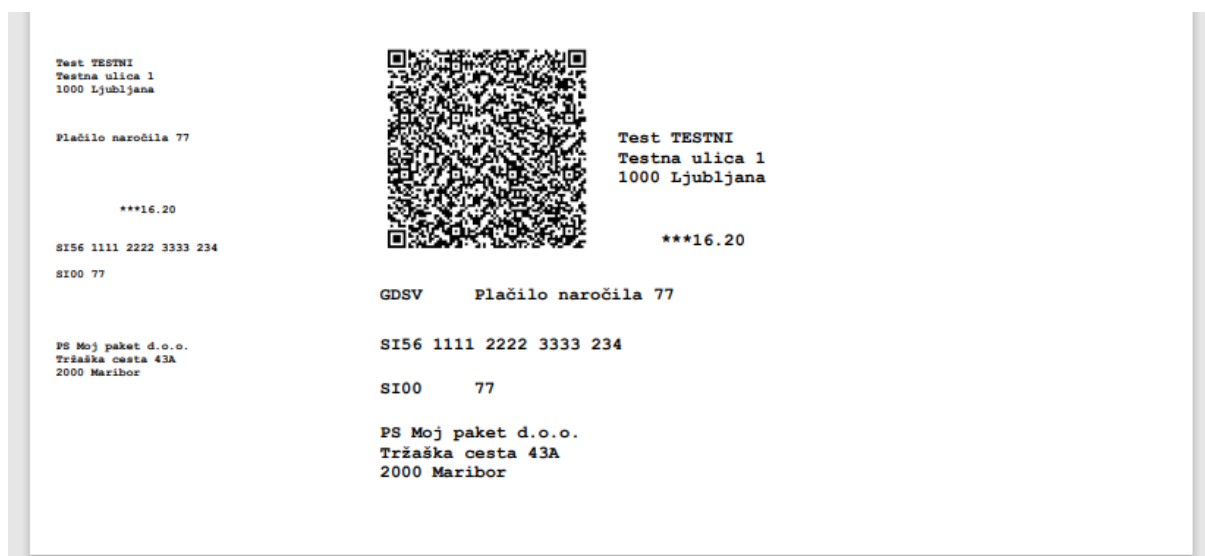 Test TESTNI
Testna ulica 1
1000 Ljubljana
Plačilo naročila 77
***16.20
SI56 1111 2222 3333 234
SI00 77
PS Moj paket d.o.o.
Tržaška cesta 43A
2000 Maribor
Test TESTNI
Testna ulica 1
1000 Ljubljana
***16.20
GDSV Plačilo naročila 77
SI56 1111 2222 3333 234
SI00 77
PS Moj paket d.o.o.
Tržaška cesta 43A
2000 Maribor